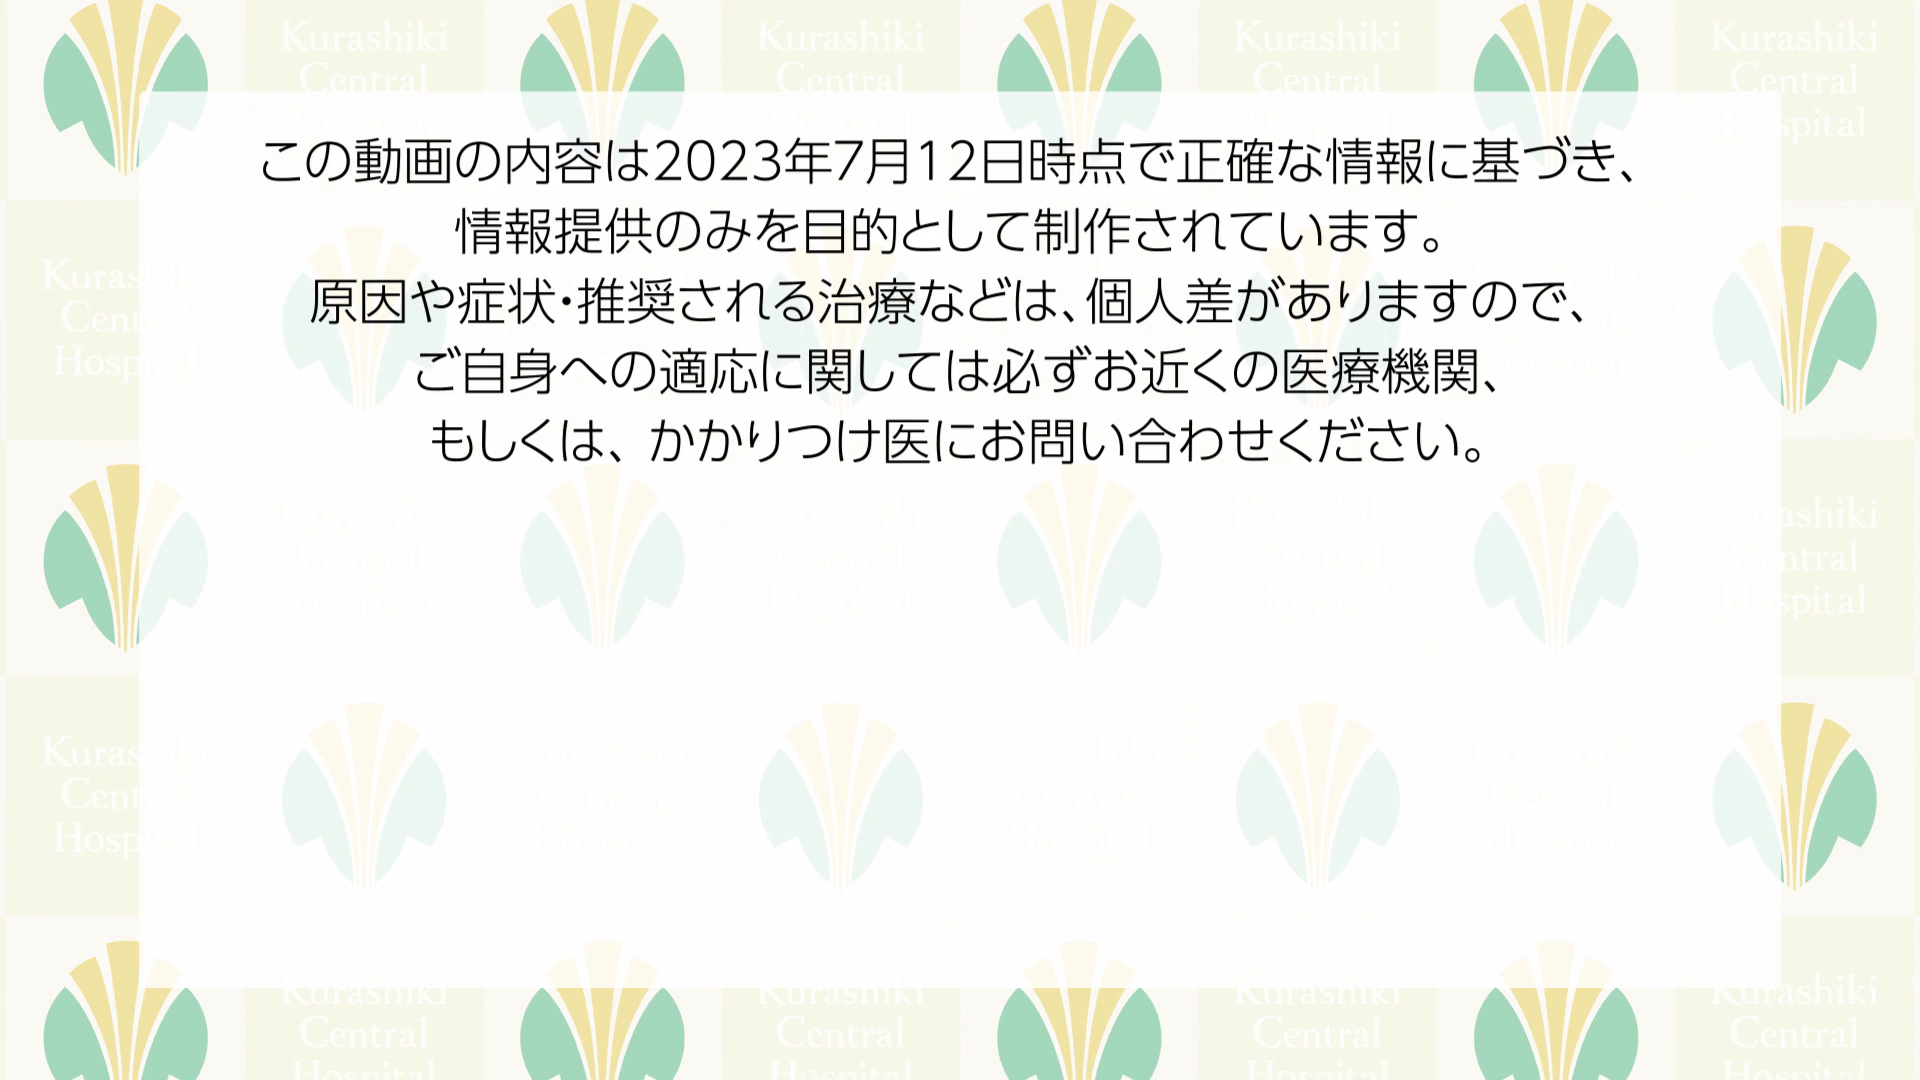 Kurashiki Central Hospital
この動画の内容は2023年7月12日時点で正確な情報に基づき、
情報提供のみを目的として制作されています。
原因や症状・推奨される治療などは、個人差がありますので、
ご自身への適応に関しては必ずお近くの医療機関、
もしくは、かかりつけ医にお問い合わせください。